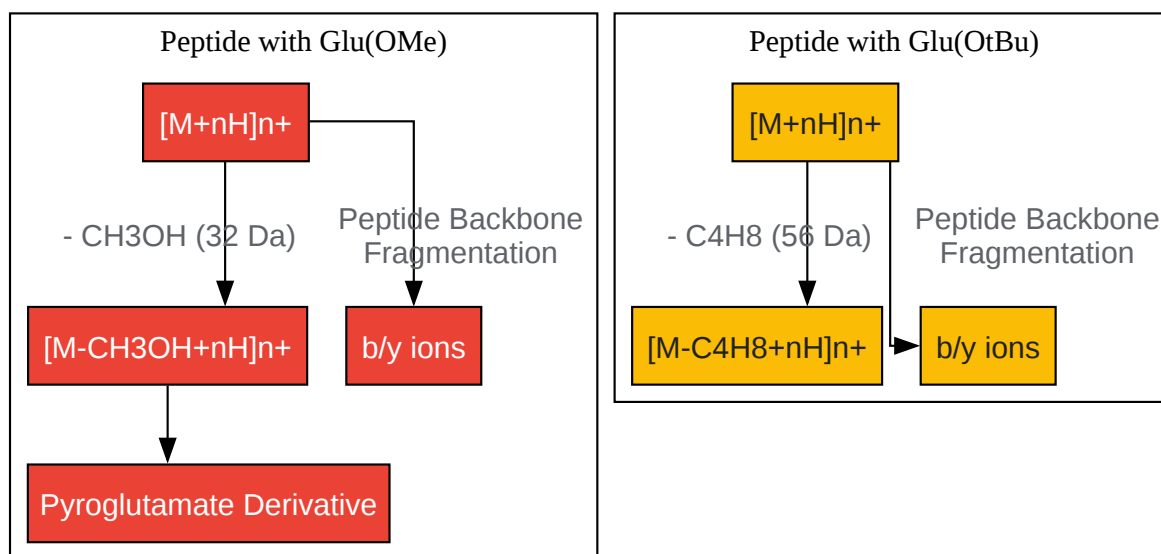 Peptide with Glu(OMe)
[M+nH]n+
- CH3OH (32 Da)
Peptide Backbone
Fragmentation
[M-CH3OH+nH]n+
b/y ions
Pyroglutamate Derivative
Peptide with Glu(OtBu)
[M+nH]n+
- C4H8 (56 Da)
Peptide Backbone
Fragmentation
[M-C4H8+nH]n+
b/y ions